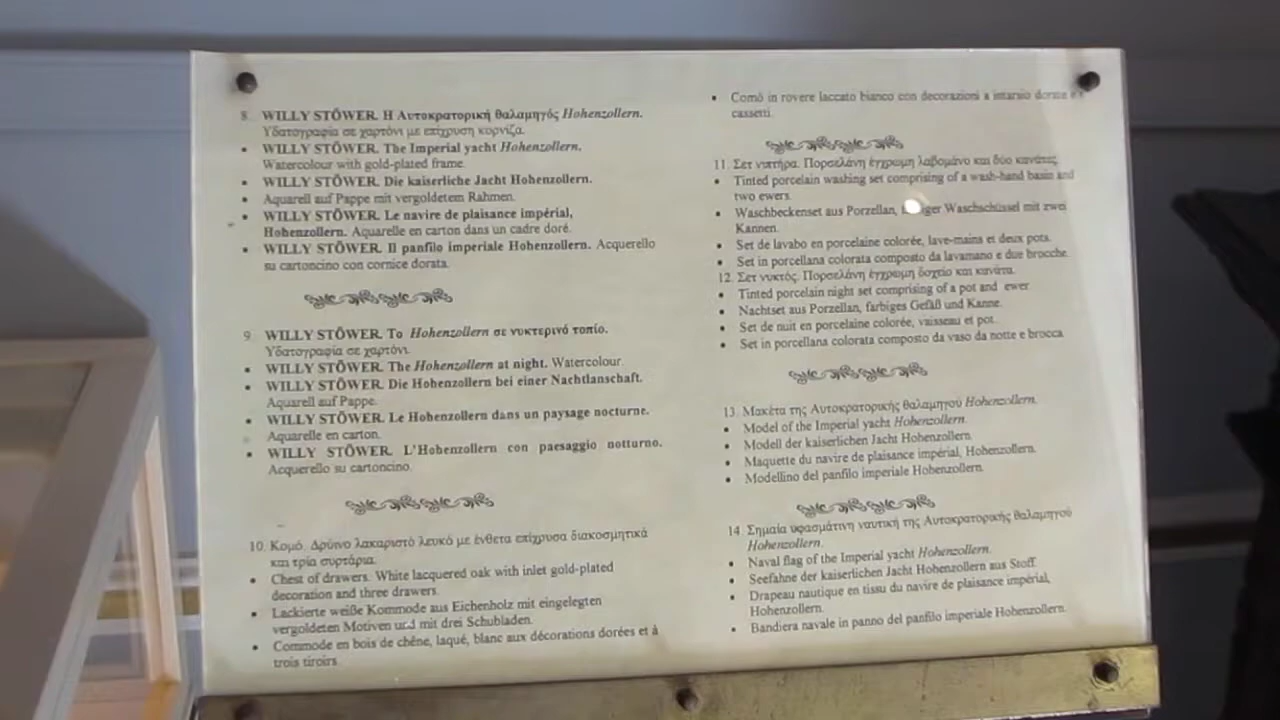 8. WILLY STÖWER. Η Αυτοκρατορική θαλαμηγός Hohenzollern.
Υδατογραφία σε χαρτόνι με επίχρυση κορνίζα.
• WILLY STÖWER. The Imperial yacht Hohenzollern.
Watercolour with gold-plated frame.
• WILLY STÖWER. Die kaiserliche Jacht Hohenzollern.
• Aquarell auf Pappe mit vergoldetem Rahmen.
• WILLY STÖWER. Le navire de plaisance impérial,
Hohenzollern. Aquarelle en carton dans un cadre doré.
• WILLY STÖWER. Il panfilo imperiale Hohenzollern. Acquerello
su cartoncino con cornice dorata.
9. WILLY STÖWER. Το Hohenzollern σε νυκτερινό τοπίο.
Υδατογραφία σε χαρτόνι.
• WILLY STÖWER. The Hohenzollern at night. Watercolour.
• WILLY STÖWER. Die Hohenzollern bei einer Nachtlanschaft.
Aquarell auf Pappe.
• WILLY STÖWER. Le Hohenzollern dans un paysage nocturne.
Aquarelle en carton.
• WILLY STÖWER. L'Hohenzollern con paesaggio notturno.
Acquerello su cartoncino.
10. Κομό. Δρύινο λακαριστό λευκό με ένθετα επίχρυσα διακοσμητικά
και τρία συρτάρια.
• Chest of drawers. White lacquered oak with inlet gold-plated
decoration and three drawers.
• Lackierte weiße Kommode aus Eichenholz mit eingelegten
vergoldeten Motiven und mit drei Schubladen.
• Commode en bois de chêne, laqué, blanc aux décorations dorées et à
trois tiroirs.
• Comò in rovere laccato bianco con decorazioni a intarsio dorate e
cassetti.
11. Σετ νιπτήρα. Πορσελάνη έγχρωμη λαβομάνο και δύο κανάτες.
• Tinted porcelain washing set comprising of a wash-hand basin and
two ewers.
• Waschbeckenset aus Porzellan, Waschschüssel mit zwei
Kannen.
• Set de lavabo en porcelaine colorée, lave-mains et deux pots.
• Set in porcellana colorata composto da lavamano e due brocche.
12. Σετ νυκτός. Πορσελάνη έγχρωμη δοχείο και κανάτα.
• Tinted porcelain night set comprising of a pot and ewer
• Nachtset aus Porzellan, farbiges Gefäß und Kanne.
• Set de nuit en porcelaine colorée, vaisseau et pot.
• Set in porcellana colorata composto da vaso da notte e brocca.
13. Μακέτα της Αυτοκρατορικής θαλαμηγού Hohenzollern.
• Model of the Imperial yacht Hohenzollern.
• Modell der kaiserlichen Jacht Hohenzollern.
• Maquette du navire de plaisance impérial, Hohenzollern.
• Modellino del panfilo imperiale Hohenzollern.
14. Σημαία υφασμάτινη ναυτική της Αυτοκρατορικής θαλαμηγού
Hohenzollern.
• Naval flag of the Imperial yacht Hohenzollern.
• Seefahne der kaiserlichen Jacht Hohenzollern aus Stoff.
• Drapeau nautique en tissu du navire de plaisance impérial,
Hohenzollern.
• Bandiera navale in panno del panfilo imperiale Hohenzollern.